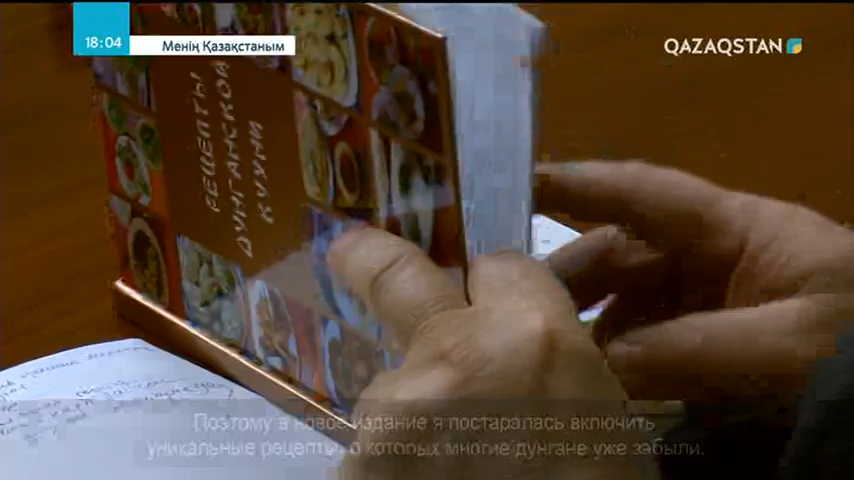 18:04
Менің Қазақстаным
QAZAQSTAN
РЕЦЕПТЫ
ДУНГАНСКОЙ
КУХНИ
Поэтому в новое издание я постаралась включить
уникальные рецепты, о которых многие дунгане уже забыли.